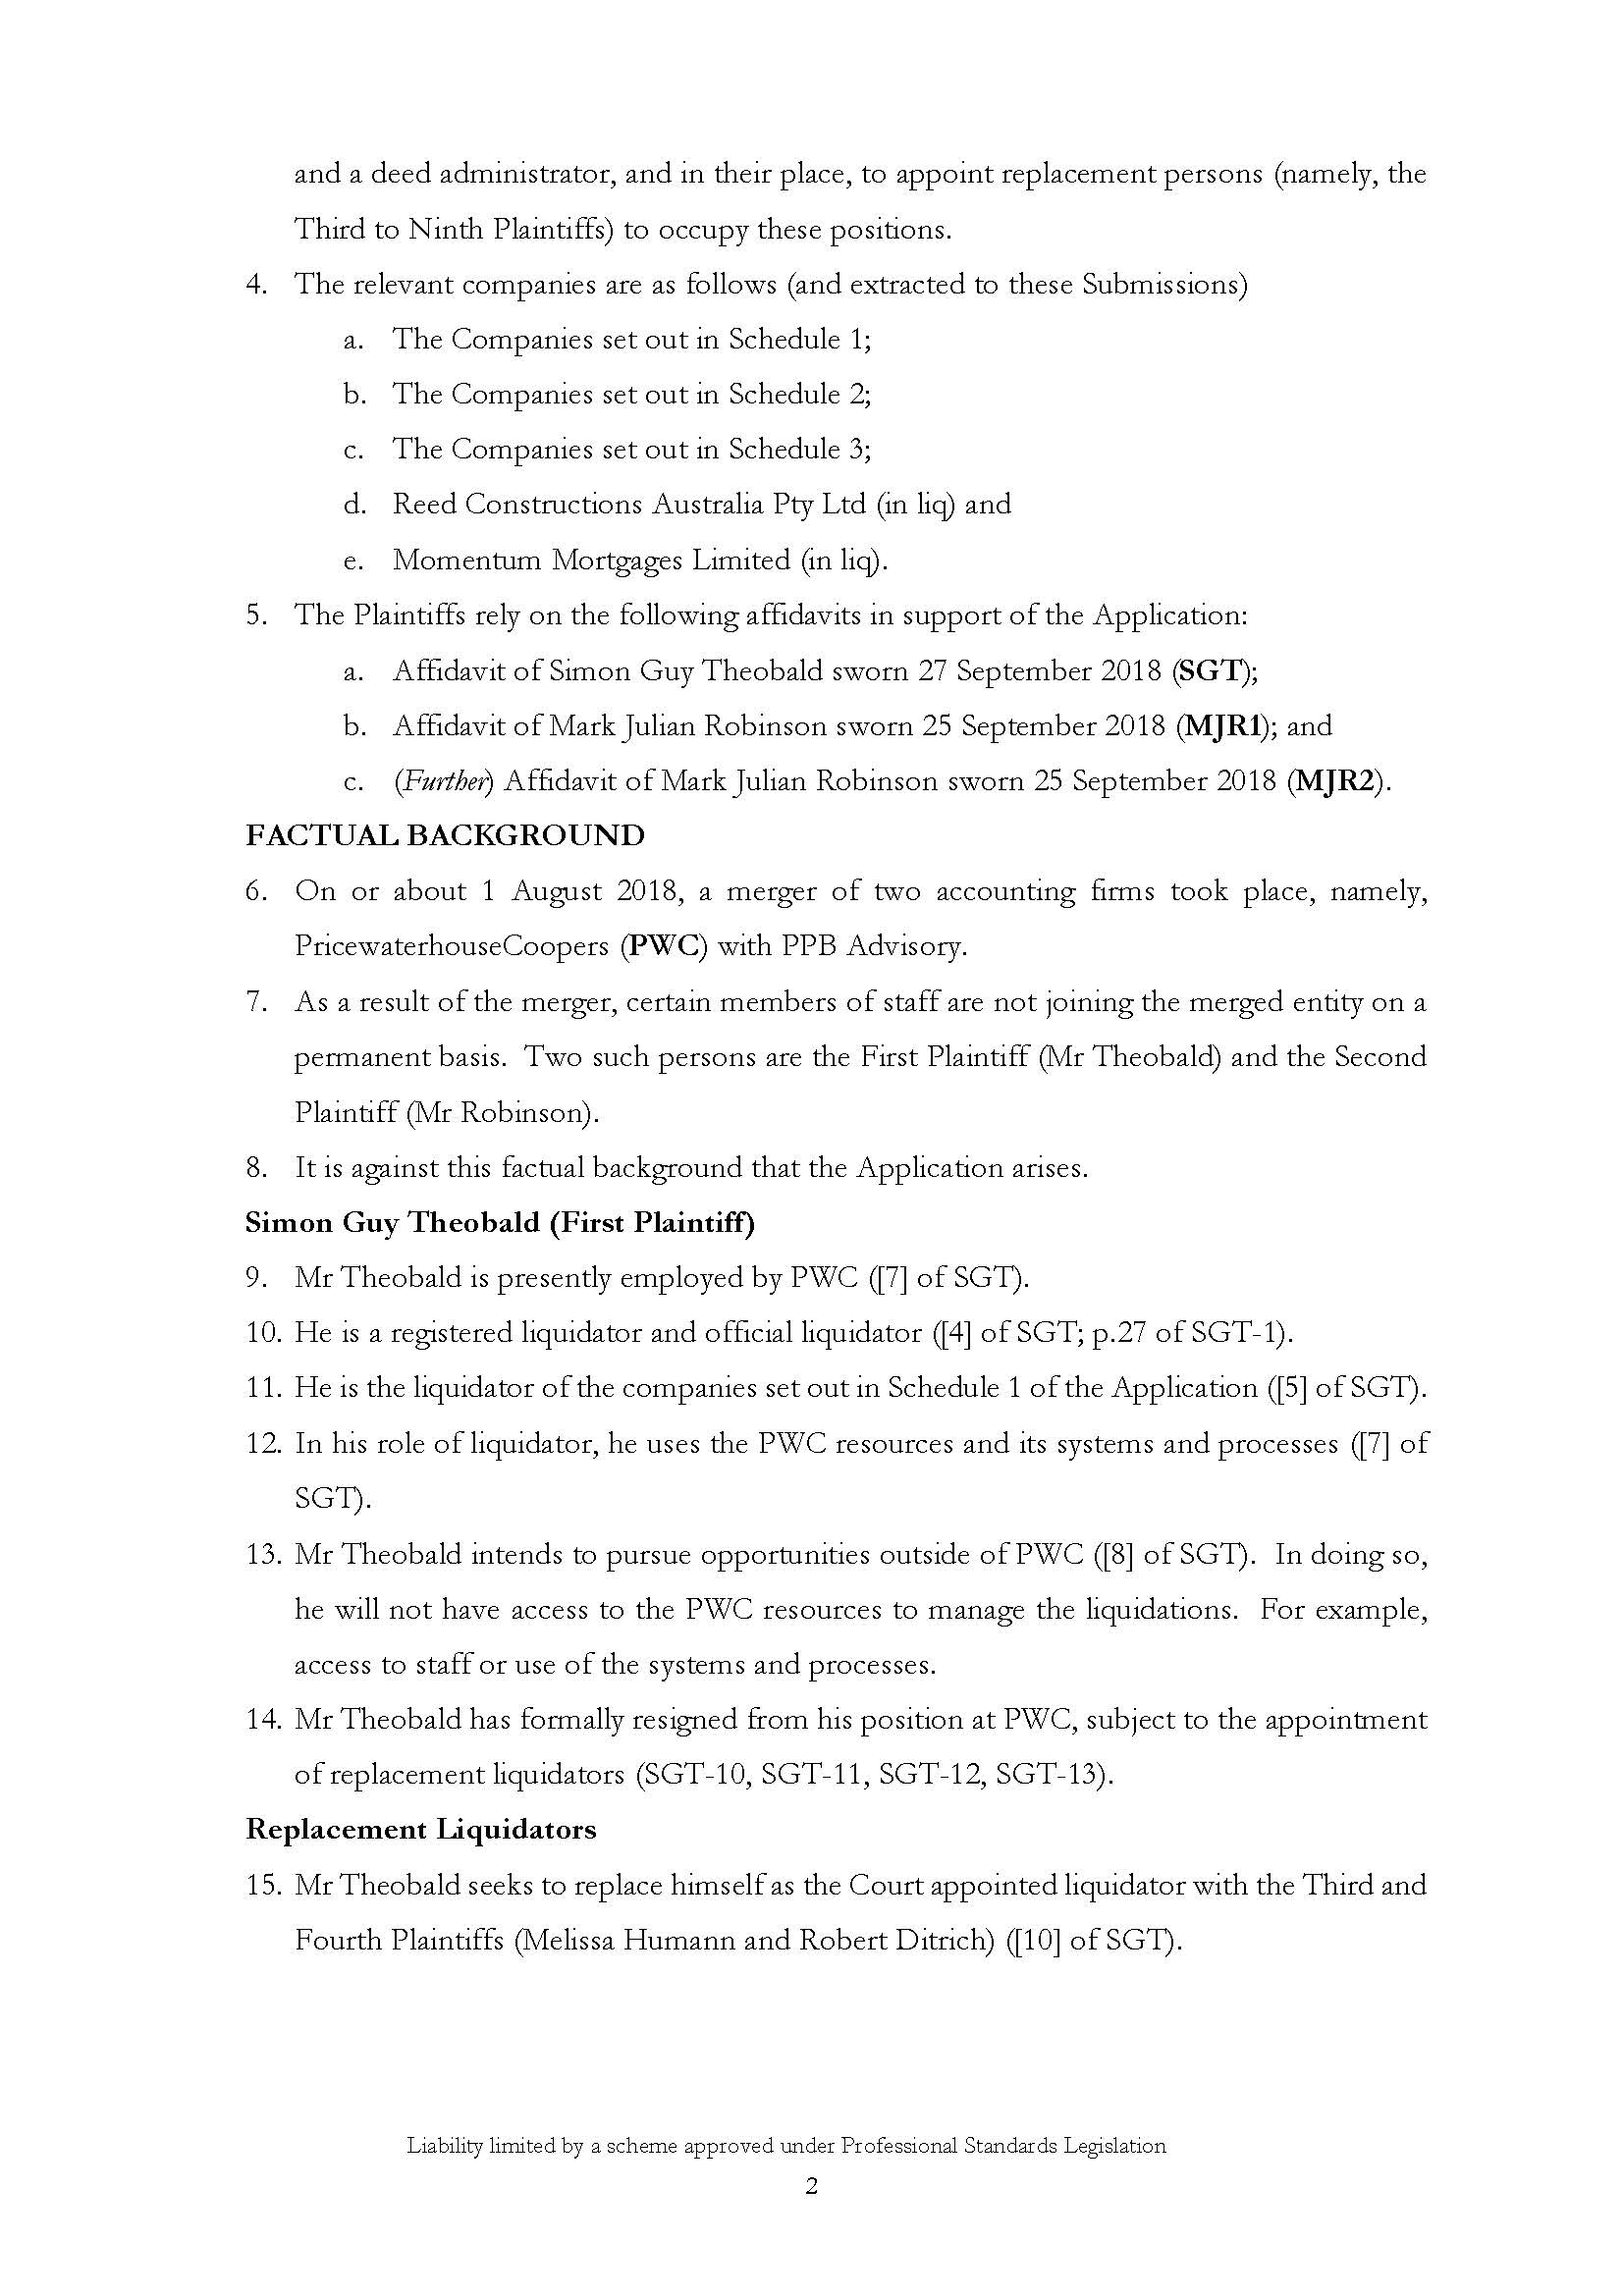 and a deed administrator, and in their place, to appoint replacement persons (namely, the
Third to Ninth Plaintiffs) to occupy these positions.
4. The relevant companies are as follows (and extracted to these Submissions)
a. The Companies set out in Schedule 1;
b. The Companies set out in Schedule 2;
c. The Companies set out in Schedule 3;
d. Reed Constructions Australia Pty Ltd (in liq) and
e. Momentum Mortgages Limited (in liq).
5. The Plaintiffs rely on the following affidavits in support of the Application:
a. Affidavit of Simon Guy Theobald sworn 27 September 2018 (SGT);
b. Affidavit of Mark Julian Robinson sworn 25 September 2018 (MJR1); and
c. (Further) Affidavit of Mark Julian Robinson sworn 25 September 2018 (MJR2).
FACTUAL BACKGROUND
6. On or about 1 August 2018, a merger of two accounting firms took place, namely,
PricewaterhouseCoopers (PWC) with PPB Advisory.
7. As a result of the merger, certain members of staff are not joining the merged entity on a
permanent basis. Two such persons are the First Plaintiff (Mr Theobald) and the Second
Plaintiff (Mr Robinson).
8. It is against this factual background that the Application arises.
Simon Guy Theobald (First Plaintiff)
9. Mr Theobald is presently employed by PWC ([7] of SGT).
10. He is a registered liquidator and official liquidator ([4] of SGT; p.27 of SGT-1).
11. He is the liquidator of the companies set out in Schedule 1 of the Application ([5] of SGT).
12. In his role of liquidator, he uses the PWC resources and its systems and processes ([7] of
SGT).
13. Mr Theobald intends to pursue opportunities outside of PWC ([8] of SGT). In doing so,
he will not have access to the PWC resources to manage the liquidations. For example,
access to staff or use of the systems and processes.
14. Mr Theobald has formally resigned from his position at PWC, subject to the appointment
of replacement liquidators (SGT-10, SGT-11, SGT-12, SGT-13).
Replacement Liquidators
15. Mr Theobald seeks to replace himself as the Court appointed liquidator with the Third and
Fourth Plaintiffs (Melissa Humann and Robert Ditrich) ([10] of SGT).
Liability limited by a scheme approved under Professional Standards Legislation
2